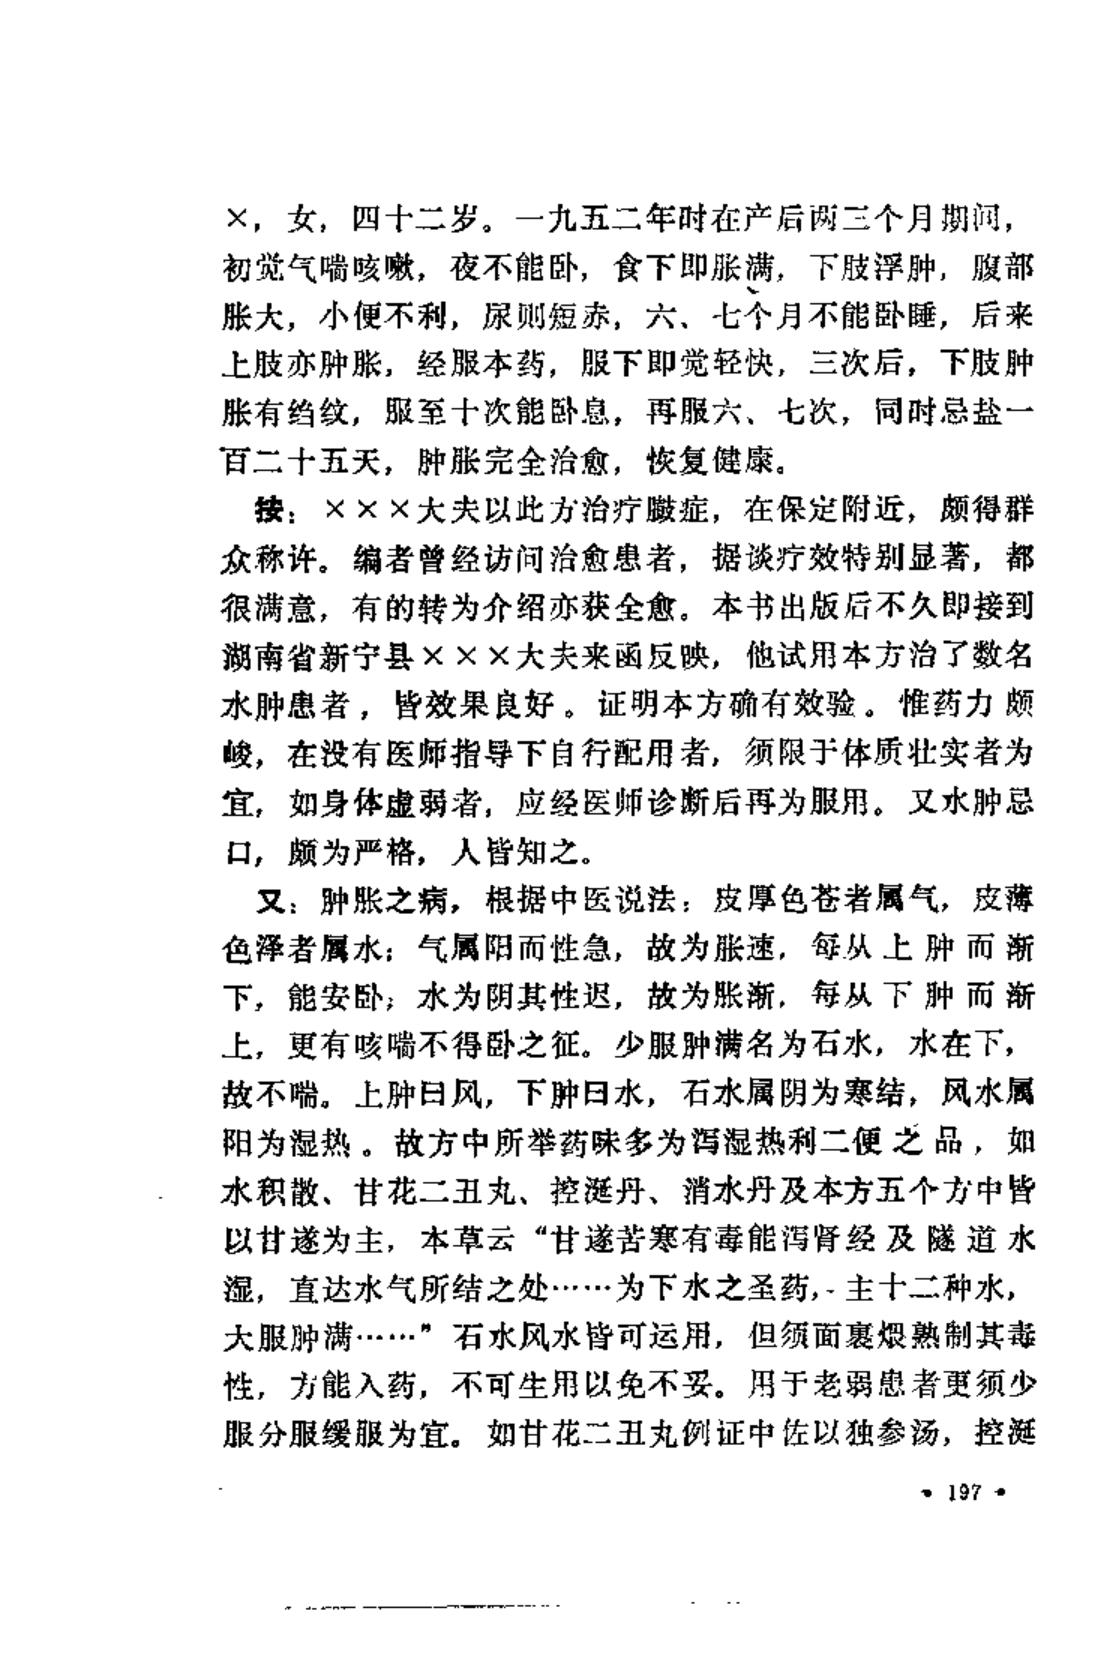 ×，女，四十二岁。一九五二年时在产后两三个月期间，
初觉气喘咳嗽，夜不能卧，食下即胀满，下肢浮肿，腹部
胀大，小便不利，尿则短赤，六、七个月不能卧睡，后来
上肢亦肿胀，经服本药，服下即觉轻快，三次后，下肢肿
胀有绉纹，服至十次能卧息，再服六、七次，同时忌盐一
百二十五天，肿胀完全治愈，恢复健康。
按：×××大夫以此方治疗臌症，在保定附近，颇得群
众称许。编者曾经访问治愈患者，据谈疗效特别显著，都
很满意，有的转为介绍亦获全愈。本书出版后不久即接到
湖南省新宁县×××大夫来函反映，他试用本方治了数名
水肿患者，皆效果良好。证明本方确有效验。惟药力颇
峻，在没有医师指导下自行配用者，须限于体质壮实者为
宜，如身体虚弱者，应经医师诊断后再为服用。又水肿忌
口，颇为严格，人皆知之。
又：肿胀之病，根据中医说法：皮厚色苍者属气，皮薄
色泽者属水；气属阳而性急，故为胀速，每从上肿而渐
下，能安卧；水为阴其性迟，故为胀渐，每从下肿而渐
上，更有咳喘不得卧之征。少服肿满名为石水，水在下，
故不喘。上肿曰风，下肿曰水，石水属阴为寒结，风水属
阳为湿热。故方中所举药味多为泻湿热利二便之品，如
水积散、甘花二丑丸、控涎丹、消水丹及本方五个方中皆
以甘遂为主，本草云“甘遂苦寒有毒能泻肾经及隧道水
湿，直达水气所结之处……为下水之圣药，主十二种水，
大服肿满……”石水风水皆可运用，但须面裹煨熟制其毒
性，方能入药，不可生用以免不妥。用于老弱患者更须少
服分服缓服为宜。如甘花二丑丸例证中佐以独参汤，控涎
• 197 •